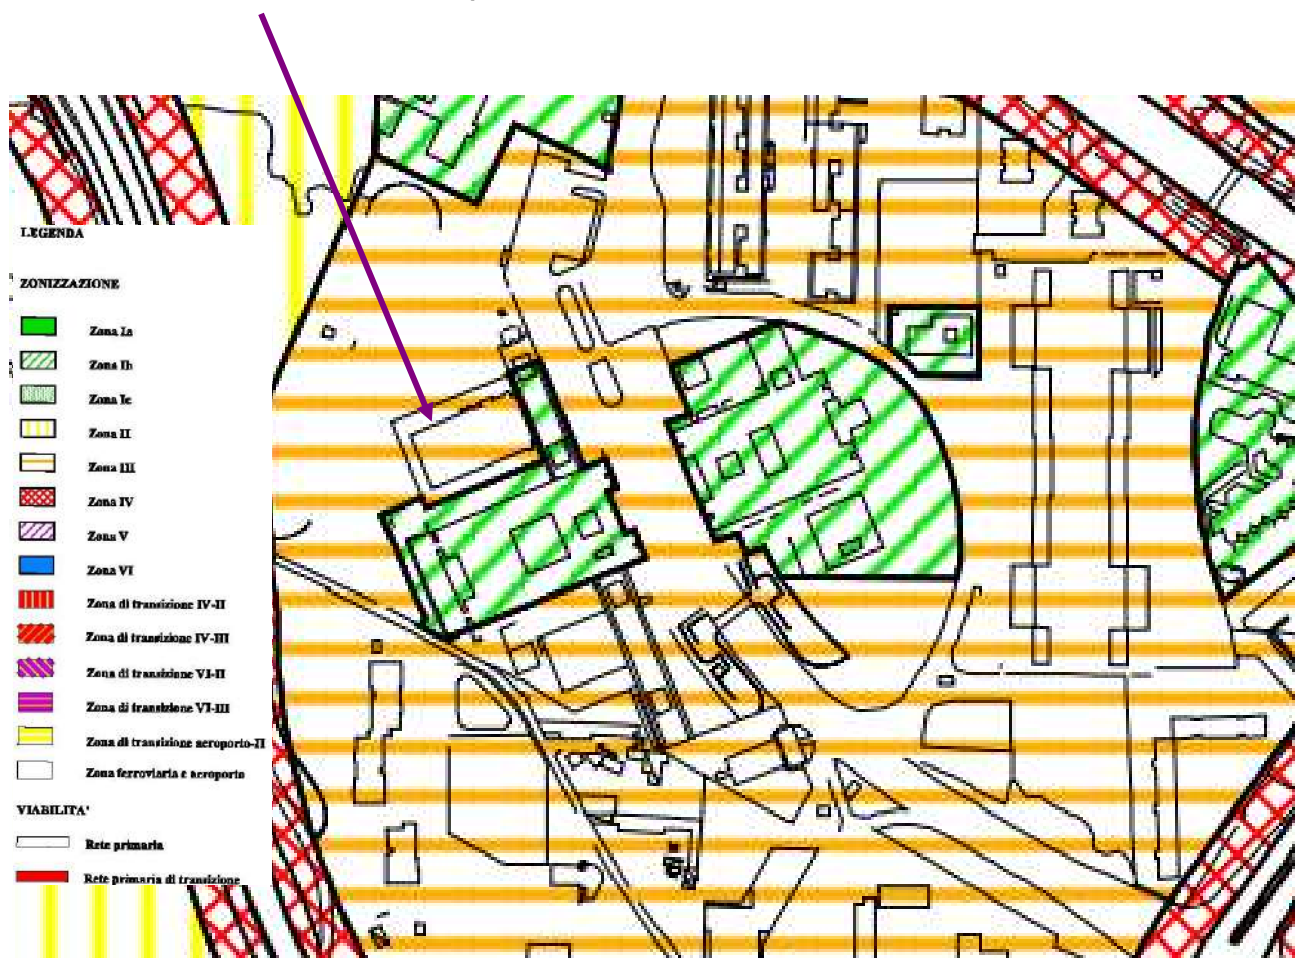 LEGENDA
ZONIZZAZIONE
Zona Ia
Zona Ib
Zona Ic
Zona II
Zona III
Zona IV
Zona V
Zona VI
Zona di transizione IV-II
Zona di transizione IV-III
Zona di transizione VI-II
Zona di transizione VI-III
Zona di transizione aeroporto-II
Zona ferroviaria e aeroporto
VIABILITA'
Rete primaria
Rete primaria di transizione